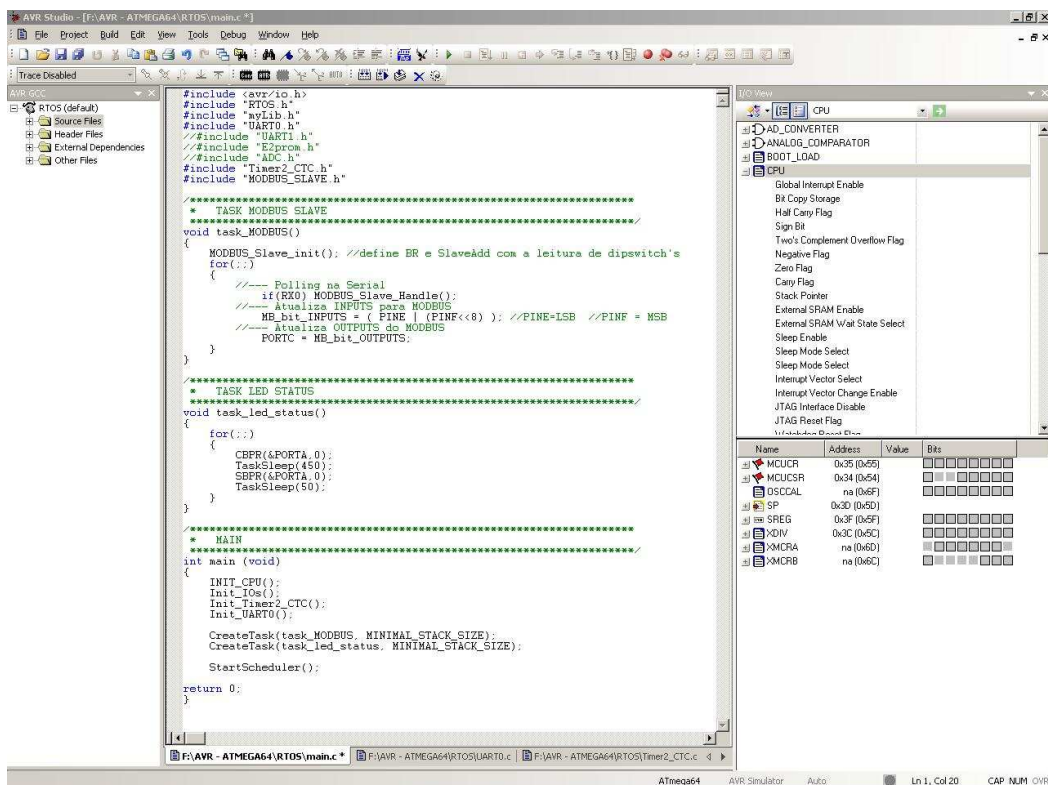 AVR Studio - [F:\AVR - ATMEGA64\RTOS\main.c *]
File Project Build Edit View Tools Debug Window Help
Trace Disabled
AVR GCC
RTOS (default)
Source Files
Header Files
External Dependencies
Other Files
#include <avr/io.h>
#include "RTOS.h"
#include "myLib.h"
#include "UART0.h"
//#include "UART1.h"
//#include "E2prom.h"
//#include "ADC.h"
#include "Timer2_CTC.h"
#include "MODBUS_SLAVE.h"
/********************************************************************
* TASK MODBUS SLAVE
********************************************************************/
void task_MODBUS()
{
MODBUS_Slave_init(); //define BR e SlaveAdd com a leitura de dipswitch's
for(;;)
{
//--- Polling na Serial
if(RX0) MODBUS_Slave_Handle();
//--- Atualiza INPUTS para MODBUS
MB_bit_INPUTS = ( PINE | (PINF<<8) ); //PINE=LSB //PINF = MSB
//--- Atualiza OUTPUTS do MODBUS
PORTC = MB_bit_OUTPUTS;
}
}
/********************************************************************
* TASK LED STATUS
********************************************************************/
void task_led_status()
{
for(;;)
{
CBPR(&PORTA,0);
TaskSleep(450);
SBPR(&PORTA,0);
TaskSleep(50);
}
}
/********************************************************************
* MAIN
********************************************************************/
int main (void)
{
INIT_CPU();
Init_IOs();
Init_Timer2_CTC();
Init_UART0();
CreateTask(task_MODBUS, MINIMAL_STACK_SIZE);
CreateTask(task_led_status, MINIMAL_STACK_SIZE);
StartScheduler();
return 0;
}
F:\AVR - ATMEGA64\RTOS\main.c * F:\AVR - ATMEGA64\RTOS\UART0.c F:\AVR - ATMEGA64\RTOS\Timer2_CTC.c
I/O View
CPU
AD_CONVERTER
ANALOG_COMPARATOR
BOOT_LOAD
CPU
Global Interrupt Enable
Bit Copy Storage
Half Carry Flag
Sign Bit
Two's Complement Overflow Flag
Negative Flag
Zero Flag
Carry Flag
Stack Pointer
External SRAM Enable
External SRAM Wait State Select
Sleep Enable
Sleep Mode Select
Sleep Mode Select
Interrupt Vector Select
Interrupt Vector Change Enable
JTAG Interface Disable
JTAG Reset Flag
Watchdog Reset Flag
Name Address Value Bits
MCUCR 0x35 (0x55)
MCUCSR 0x34 (0x54)
OSCCAL na (0x6F)
SP 0x3D (0x5D)
SREG 0x3F (0x5F)
XDIV 0x3C (0x5C)
XMCRA na (0x6D)
XMCRB na (0x6C)
ATmega64 AVR Simulator Auto Ln 1, Col 20 CAP NUM OVR